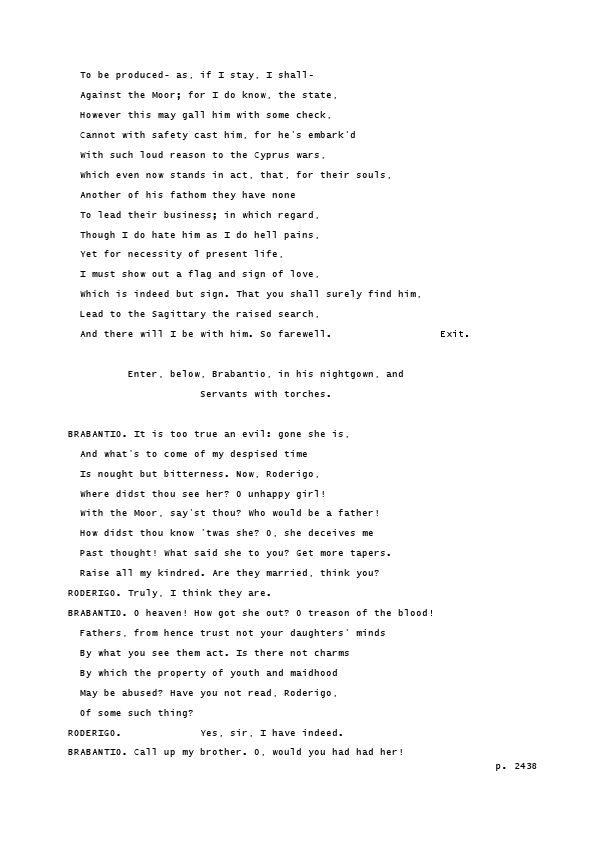 To be produced- as, if I stay, I shall-
Against the Moor; for I do know, the state,
However this may gall him with some check,
Cannot with safety cast him, for he's embark'd
With such loud reason to the Cyprus wars,
Which even now stands in act, that, for their souls,
Another of his fathom they have none
To lead their business; in which regard,
Though I do hate him as I do hell pains,
Yet for necessity of present life,
I must show out a flag and sign of love,
Which is indeed but sign. That you shall surely find him,
Lead to the Sagittary the raised search,
And there will I be with him. So farewell. Exit.
Enter, below, Brabantio, in his nightgown, and
Servants with torches.
BRABANTIO. It is too true an evil: gone she is,
And what's to come of my despised time
Is nought but bitterness. Now, Roderigo,
Where didst thou see her? O unhappy girl!
With the Moor, say'st thou? Who would be a father!
How didst thou know 'twas she? O, she deceives me
Past thought! What said she to you? Get more tapers.
Raise all my kindred. Are they married, think you?
RODERIGO. Truly, I think they are.
BRABANTIO. O heaven! How got she out? O treason of the blood!
Fathers, from hence trust not your daughters' minds
By what you see them act. Is there not charms
By which the property of youth and maidhood
May be abused? Have you not read, Roderigo,
Of some such thing?
RODERIGO. Yes, sir, I have indeed.
BRABANTIO. Call up my brother. O, would you had had her!
p. 2438